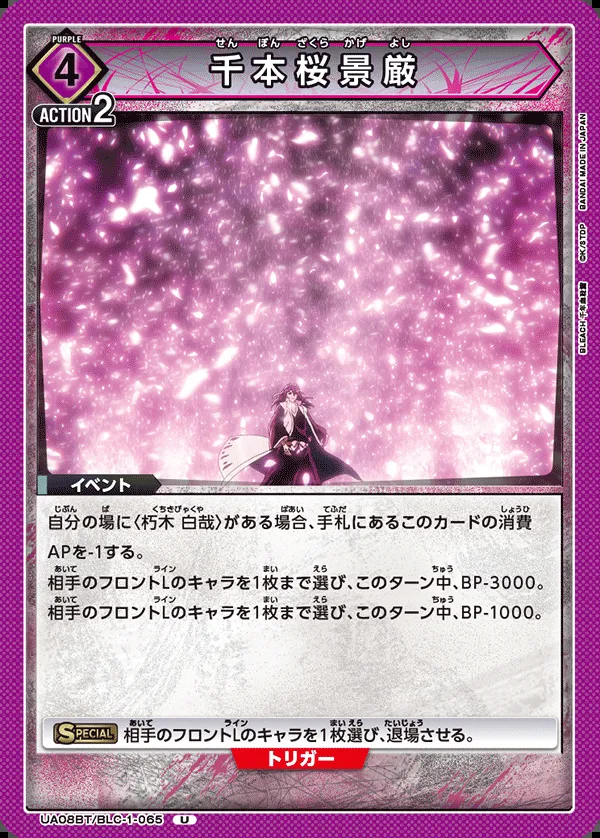 PURPLE
4
せん ぼん ざくら かげ よし
千本桜景厳
ACTION 2
BLEACH 千年血戦篇 ©K/STDP BANDAI MADE IN JAPAN
イベント
じぶん ば くちきびゃくや ばあい てふだ しょうひ
自分の場に〈朽木 白哉〉がある場合、手札にあるこのカードの消費
APを-1する。
あいて ライン まい えら ちゅう
相手のフロントLのキャラを1枚まで選び、このターン中、BP-3000。
あいて ライン まい えら ちゅう
相手のフロントLのキャラを1枚まで選び、このターン中、BP-1000。
あいて ライン まい えら たいじょう
SPECIAL 相手のフロントLのキャラを1枚選び、退場させる。
トリガー
UA08BT/BLC-1-065 U